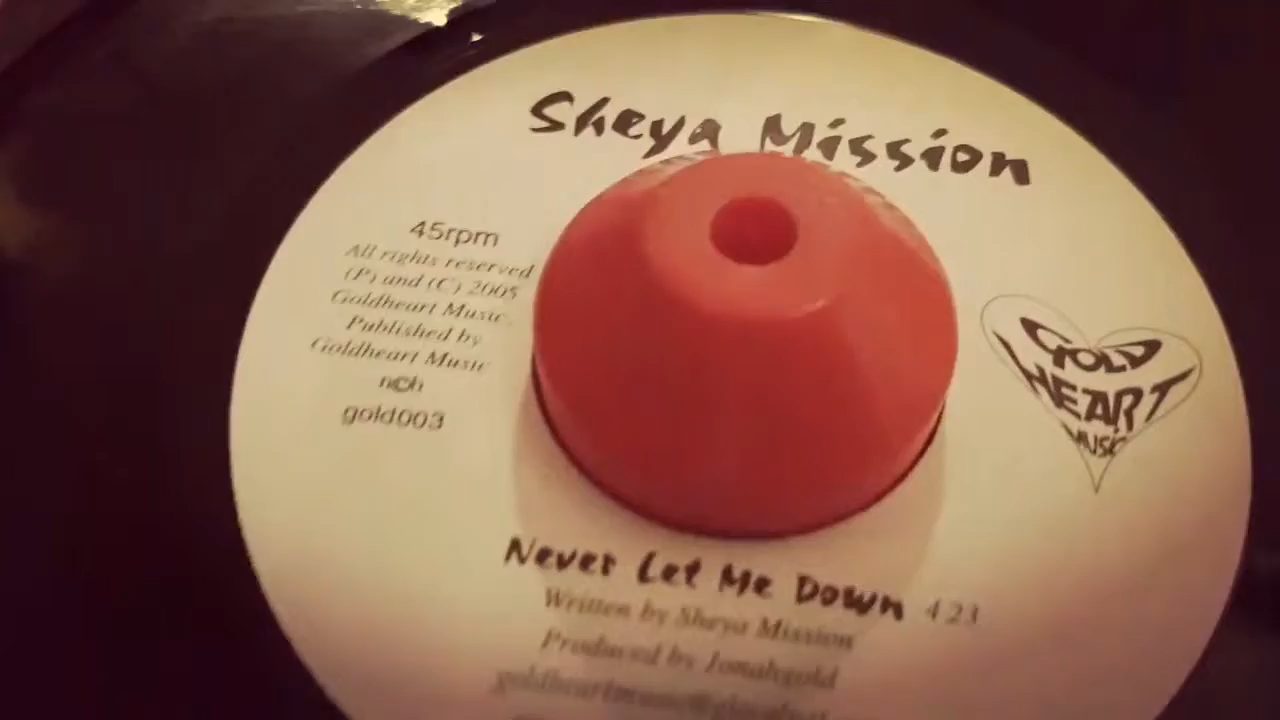 Sheya Mission
45rpm
All rights reserved
(P) and (C) 2005
Goldheart Music.
Published by
Goldheart Music
n©b
gold003
GOLD
HEART
MUSIC
Never Let Me Down 4 23
Written by Sheya Mission
Produced by Jonahgold